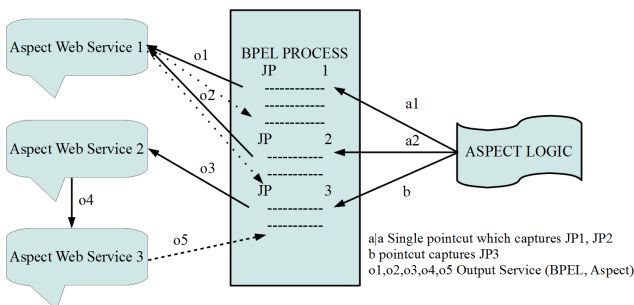 Aspect Web Service 1
o1
o2
BPEL PROCESS
JP 1
a1
JP 2
a2
ASPECT LOGIC
Aspect Web Service 2
o3
JP 3
b
o4
Aspect Web Service 3
o5
a|a Single pointcut which captures JP1, JP2
b pointcut captures JP3
o1,o2,o3,o4,o5 Output Service (BPEL, Aspect)